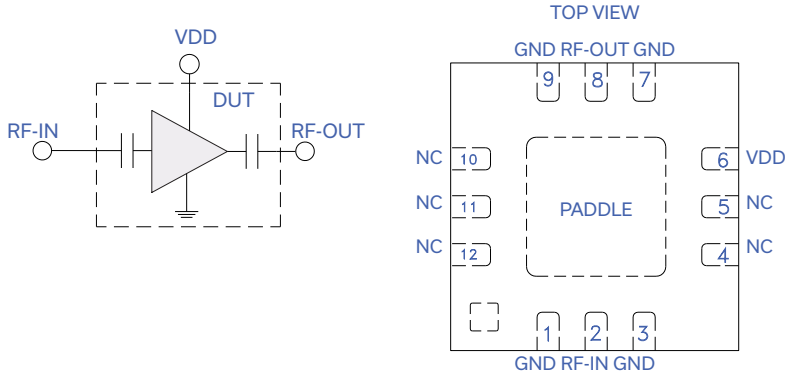 VDD
DUT
RF-IN
RF-OUT
TOP VIEW
GND RF-OUT GND
9 8 7
NC 10
6 VDD
NC 11
PADDLE
5 NC
NC 12
4 NC
1 2 3
GND RF-IN GND